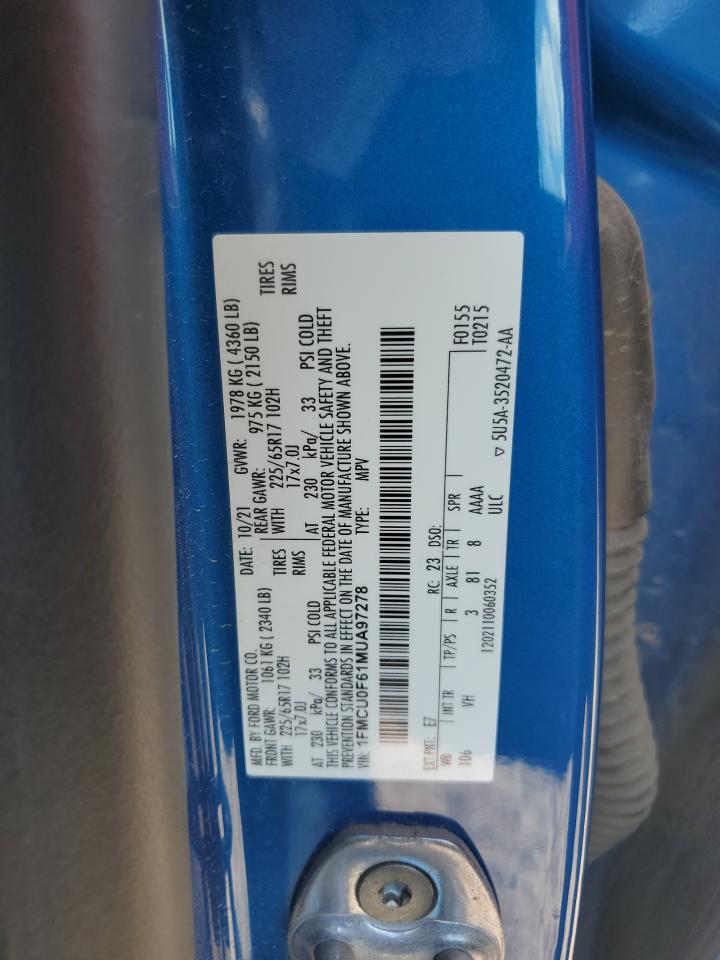 MFD. BY FORD MOTOR CO. DATE: 10/21 GVWR: 1978 KG ( 4360 LB)
FRONT GAWR: 1061 KG ( 2340 LB) REAR GAWR: 975 KG ( 2150 LB)
WITH 225/65R17 102H TIRES WITH 225/65R17 102H TIRES
17x7.0J RIMS 17x7.0J RIMS
AT 230 kPa/ 33 PSI COLD AT 230 kPa/ 33 PSI COLD
THIS VEHICLE CONFORMS TO ALL APPLICABLE FEDERAL MOTOR VEHICLE SAFETY AND THEFT
PREVENTION STANDARDS IN EFFECT ON THE DATE OF MANUFACTURE SHOWN ABOVE.
VIN: 1FMCU0F61MUA97278 TYPE: MPV
EXT PNT: E7 RC: 23 DSO: F0155
WB INT TR TP/PS R AXLE TR SPR T0215
106 VH 3 81 8 AAAA
1202110060352 ULC ▽ 5U5A-3520472-AA